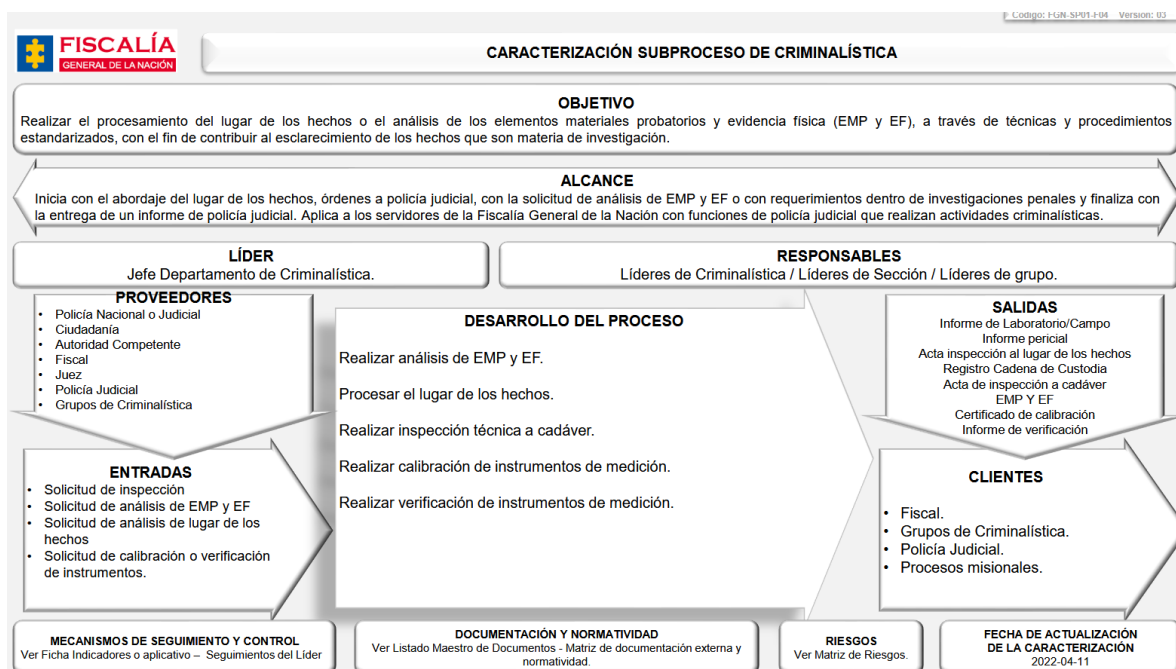 Código: FGN-SP01-F04 Versión: 03
FISCALÍA
GENERAL DE LA NACIÓN
CARACTERIZACIÓN SUBPROCESO DE CRIMINALÍSTICA
OBJETIVO
Realizar el procesamiento del lugar de los hechos o el análisis de los elementos materiales probatorios y evidencia física (EMP y EF), a través de técnicas y procedimientos
estandarizados, con el fin de contribuir al esclarecimiento de los hechos que son materia de investigación.
ALCANCE
Inicia con el abordaje del lugar de los hechos, órdenes a policía judicial, con la solicitud de análisis de EMP y EF o con requerimientos dentro de investigaciones penales y finaliza con
la entrega de un informe de policía judicial. Aplica a los servidores de la Fiscalía General de la Nación con funciones de policía judicial que realizan actividades criminalísticas.
LÍDER
Jefe Departamento de Criminalística.
RESPONSABLES
Líderes de Criminalística / Líderes de Sección / Líderes de grupo.
PROVEEDORES
• Policía Nacional o Judicial
• Ciudadanía
• Autoridad Competente
• Fiscal
• Juez
• Policía Judicial
• Grupos de Criminalística
ENTRADAS
• Solicitud de inspección
• Solicitud de análisis de EMP y EF
• Solicitud de análisis de lugar de los
hechos
• Solicitud de calibración o verificación
de instrumentos.
DESARROLLO DEL PROCESO
Realizar análisis de EMP y EF.
Procesar el lugar de los hechos.
Realizar inspección técnica a cadáver.
Realizar calibración de instrumentos de medición.
Realizar verificación de instrumentos de medición.
SALIDAS
Informe de Laboratorio/Campo
Informe pericial
Acta inspección al lugar de los hechos
Registro Cadena de Custodia
Acta de inspección a cadáver
EMP Y EF
Certificado de calibración
Informe de verificación
CLIENTES
• Fiscal.
• Grupos de Criminalística.
• Policía Judicial.
• Procesos misionales.
MECANISMOS DE SEGUIMIENTO Y CONTROL
Ver Ficha Indicadores o aplicativo – Seguimientos del Líder
DOCUMENTACIÓN Y NORMATIVIDAD
Ver Listado Maestro de Documentos - Matriz de documentación externa y
normatividad.
RIESGOS
Ver Matriz de Riesgos.
FECHA DE ACTUALIZACIÓN
DE LA CARACTERIZACIÓN
2022-04-11